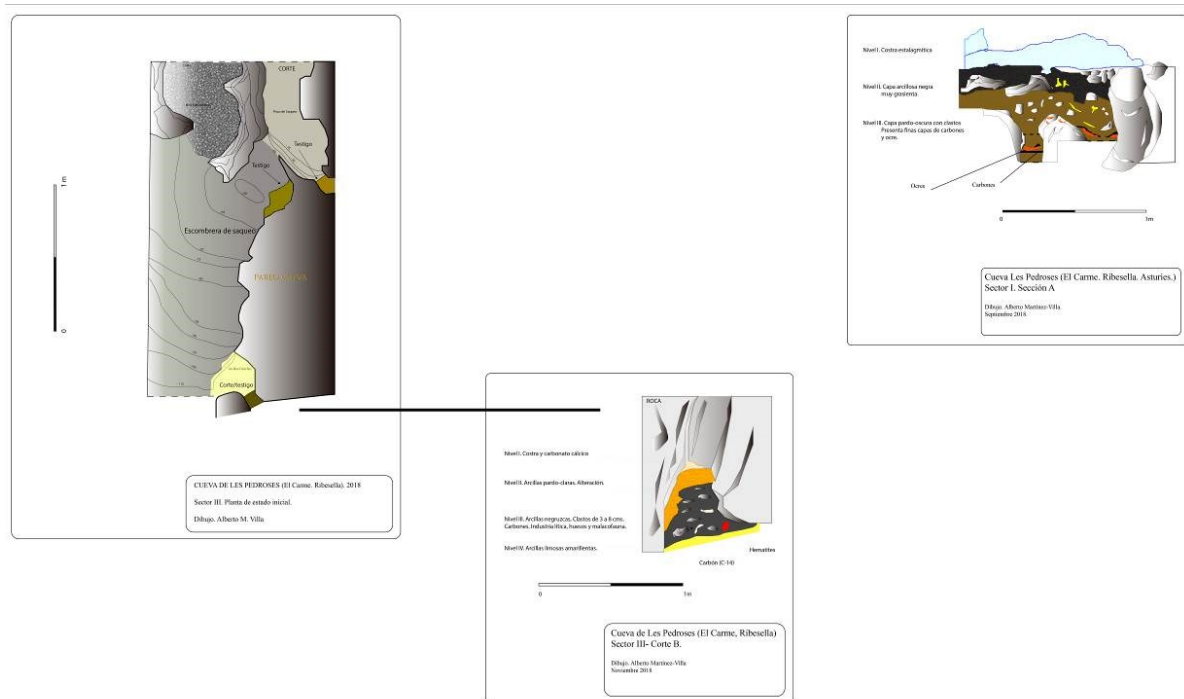 CORTE
Pozo de Saqueo
Testigo
Testigo
Escombrera de saqueo
Corte/testigo
1 m
0
CUEVA DE LES PEDROSES (El Carme. Ribesella). 2018
Sector III. Planta de estado inicial.
Dibujo. Alberto M. Villa
ROCA
Nivel I. Costra y carbonato cálcico
Nivel II. Arcillas pardo-claras. Alteración.
Nivel III. Arcillas negruzcas. Clastos de 3 a 8 cms.
Carbones. Industria lítica, huesos y malacofauna.
Nivel IV. Arcillas limosas amarillentas.
Hematites
Carbón (C-14)
0
1m
Cueva de Les Pedroses (El Carme, Ribesella)
Sector III- Corte B.
Dibujo. Alberto Martínez-Villa
Noviembre 2018
Nivel I. Costra estalagmítica
Nivel II. Capa arcillosa negra
muy grasienta.
Nivel III. Capa pardo-oscura con clastos
Presenta finas capas de carbones
y ocre.
Ocres
Carbones
0
1m
Cueva Les Pedroses (El Carme. Ribesella. Asturies.)
Sector I. Sección A
Dibujo. Alberto Martínez-Villa
Septiembre 2018.